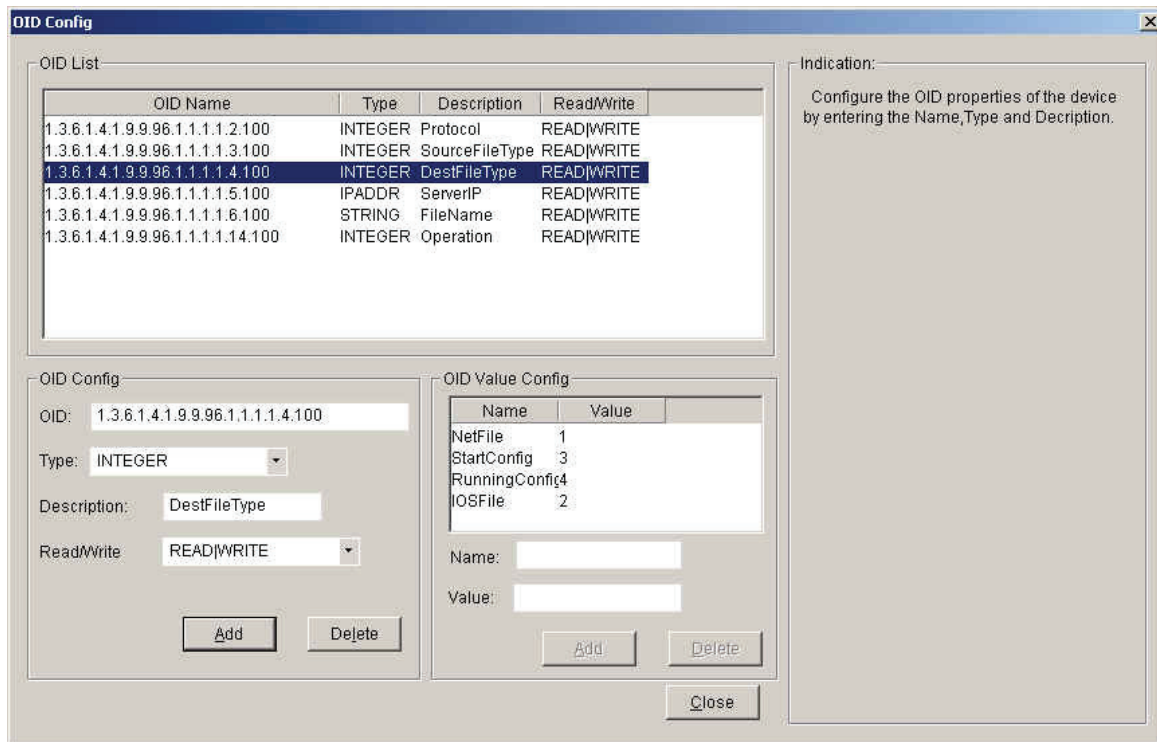 OID Config
OID List
OID Name Type Description Read/Write
1.3.6.1.4.1.9.9.96.1.1.1.1.2.100 INTEGER Protocol READ|WRITE
1.3.6.1.4.1.9.9.96.1.1.1.1.3.100 INTEGER SourceFileType READ|WRITE
1.3.6.1.4.1.9.9.96.1.1.1.1.4.100 INTEGER DestFileType READ|WRITE
1.3.6.1.4.1.9.9.96.1.1.1.1.5.100 IPADDR ServerIP READ|WRITE
1.3.6.1.4.1.9.9.96.1.1.1.1.6.100 STRING FileName READ|WRITE
1.3.6.1.4.1.9.9.96.1.1.1.1.14.100 INTEGER Operation READ|WRITE
Indication:
Configure the OID properties of the device
by entering the Name,Type and Decription.
OID Config
OID: 1.3.6.1.4.1.9.9.96.1.1.1.1.4.100
Type: INTEGER
Description: DestFileType
Read/Write READ|WRITE
Add Delete
OID Value Config
Name Value
NetFile 1
StartConfig 3
RunningConfig 4
IOSFile 2
Name:
Value:
Add Delete
Close